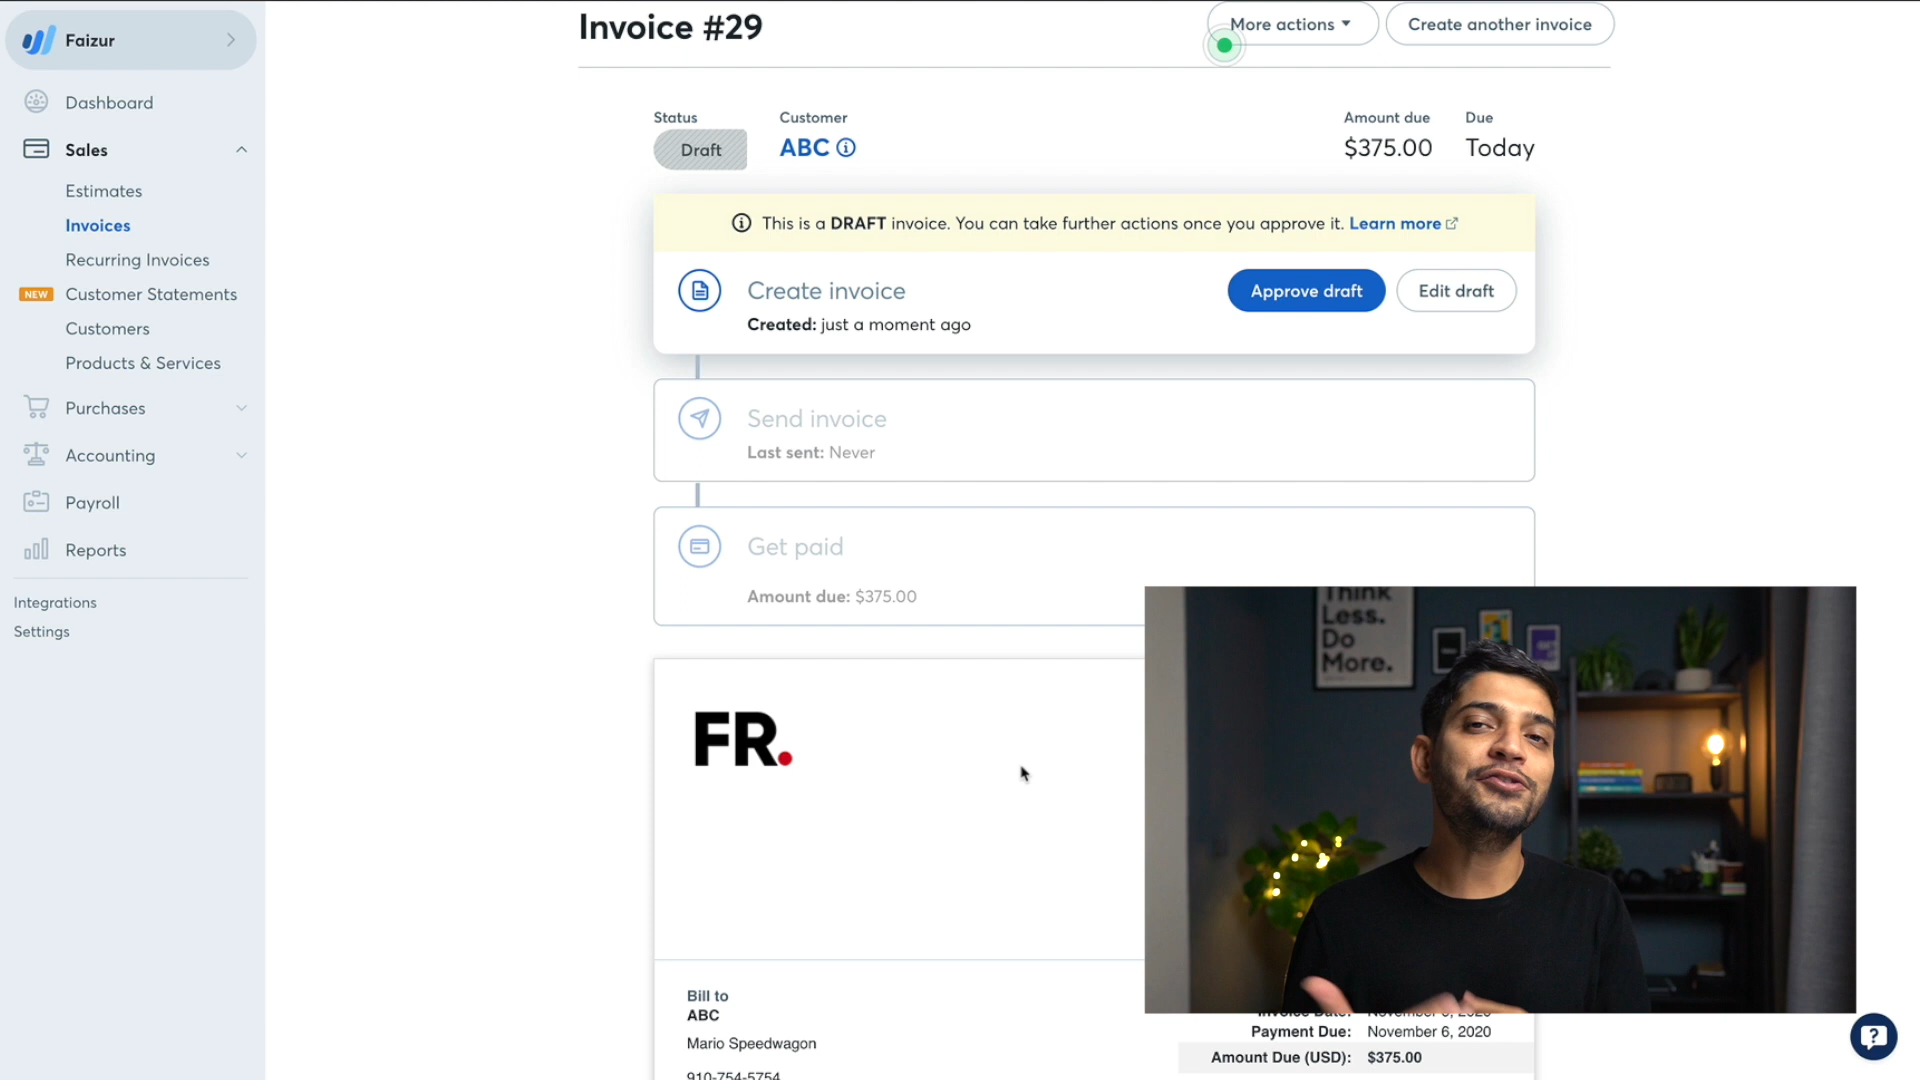 Faizur
Dashboard
Sales
Estimates
Invoices
Recurring Invoices
NEW
Customer Statements
Customers
Products & Services
Purchases
Accounting
Payroll
Reports
Integrations
Settings
Invoice #29
More actions
Create another invoice
Status
Customer
Amount due
Due
Draft
ABC
$375.00
Today
This is a DRAFT invoice. You can take further actions once you approve it. Learn more
Create invoice
Created: just a moment ago
Approve draft
Edit draft
Send invoice
Last sent: Never
Get paid
Amount due: $375.00
Think
Less.
Do
More.
FR.
Bill to
ABC
Mario Speedwagon
910-754-5754
Invoice Date: November 6, 2020
Payment Due: November 6, 2020
Amount Due (USD): $375.00